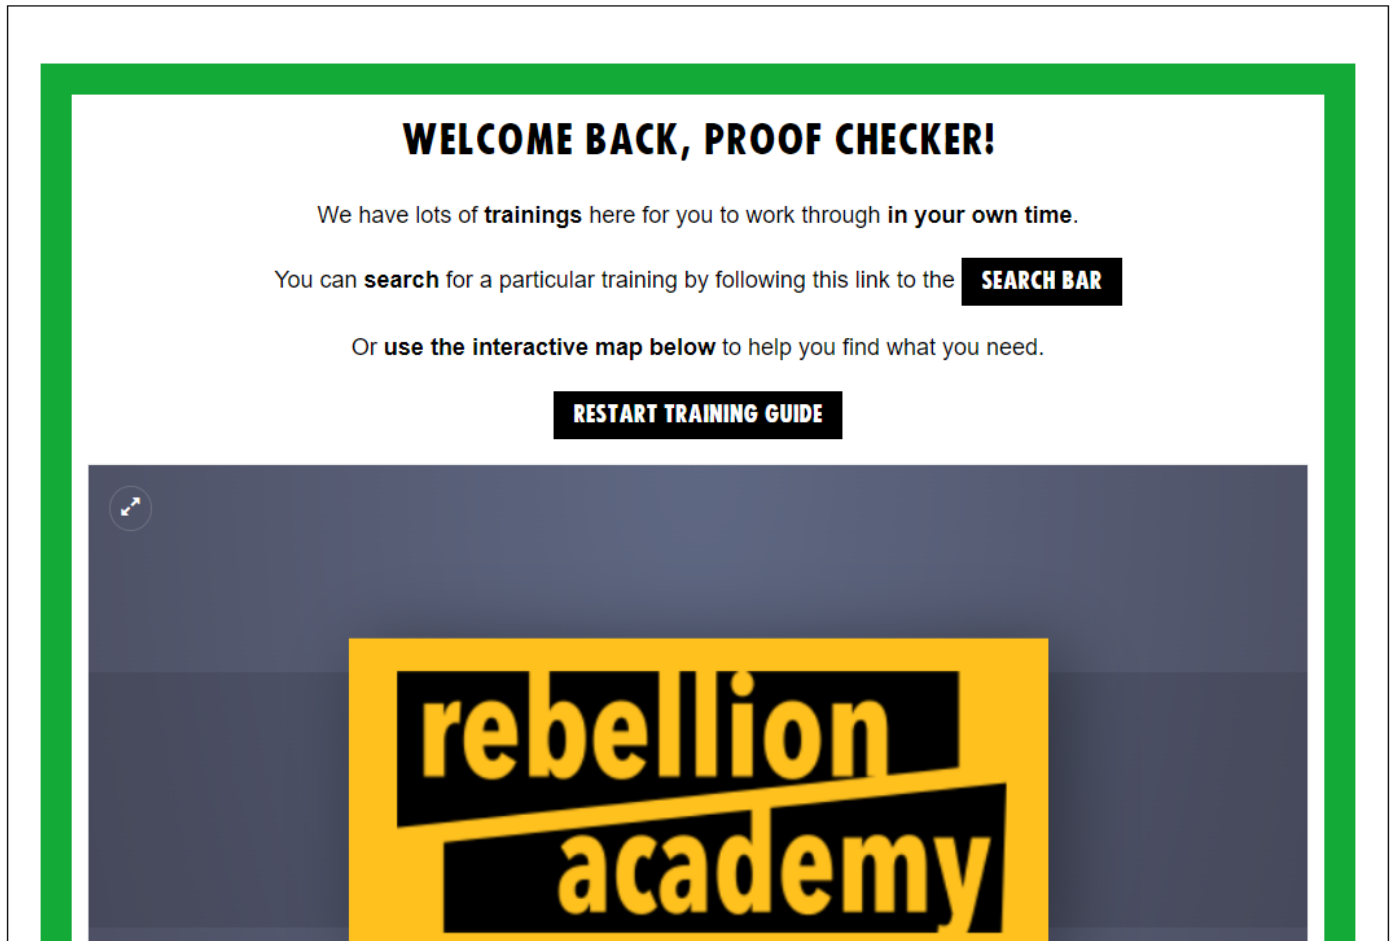 WELCOME BACK, PROOF CHECKER!
We have lots of trainings here for you to work through in your own time.
You can search for a particular training by following this link to the SEARCH BAR
Or use the interactive map below to help you find what you need.
RESTART TRAINING GUIDE
rebellion
academy